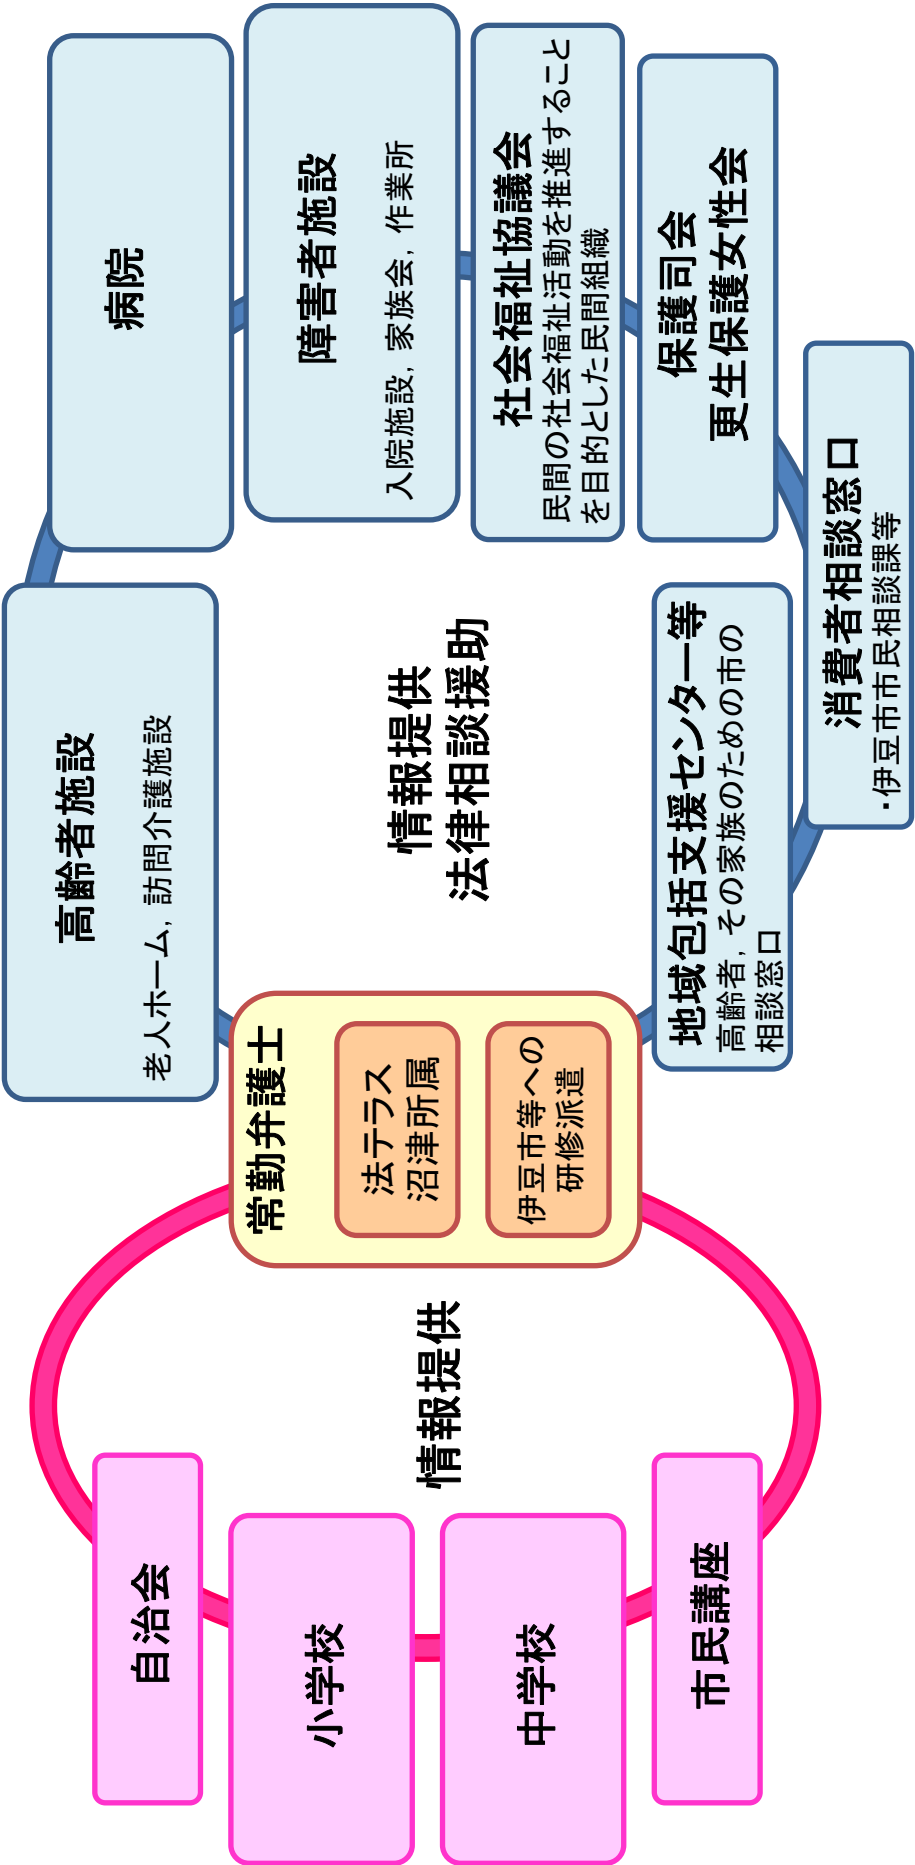 自治会
小学校
中学校
市民講座
情報提供
常勤弁護士
法テラス
沼津所属
伊豆市等への
研修派遣
情報提供
法律相談援助
高齢者施設
老人ホーム, 訪問介護施設
病院
障害者施設
入院施設, 家族会, 作業所
社会福祉協議会
民間の社会福祉活動を推進すること
を目的とした民間組織
保護司会
更生保護女性会
地域包括支援センター等
高齢者, その家族のための市の
相談窓口
消費者相談窓口
・伊豆市市民相談課等